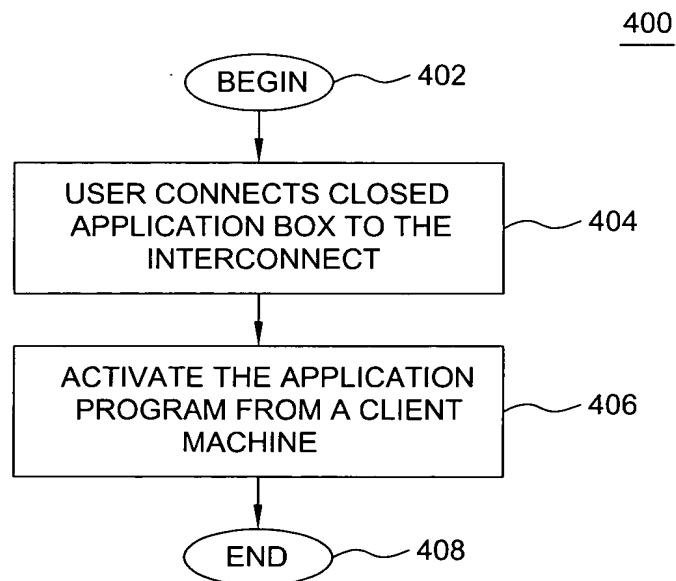 400
BEGIN
402
USER CONNECTS CLOSED
APPLICATION BOX TO THE
INTERCONNECT
404
ACTIVATE THE APPLICATION
PROGRAM FROM A CLIENT
MACHINE
406
END
408